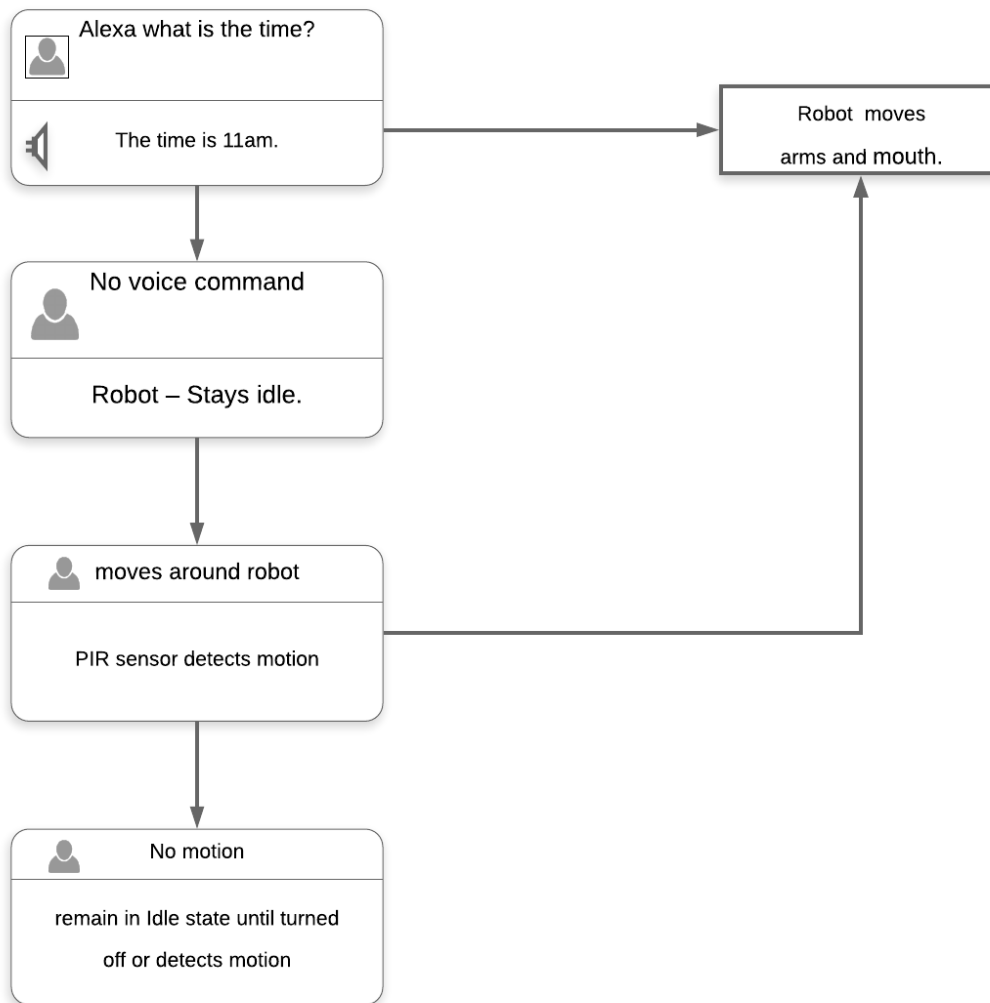 Alexa what is the time?
The time is 11am.
Robot moves
arms and mouth.
No voice command
Robot – Stays idle.
moves around robot
PIR sensor detects motion
No motion
remain in Idle state until turned
off or detects motion